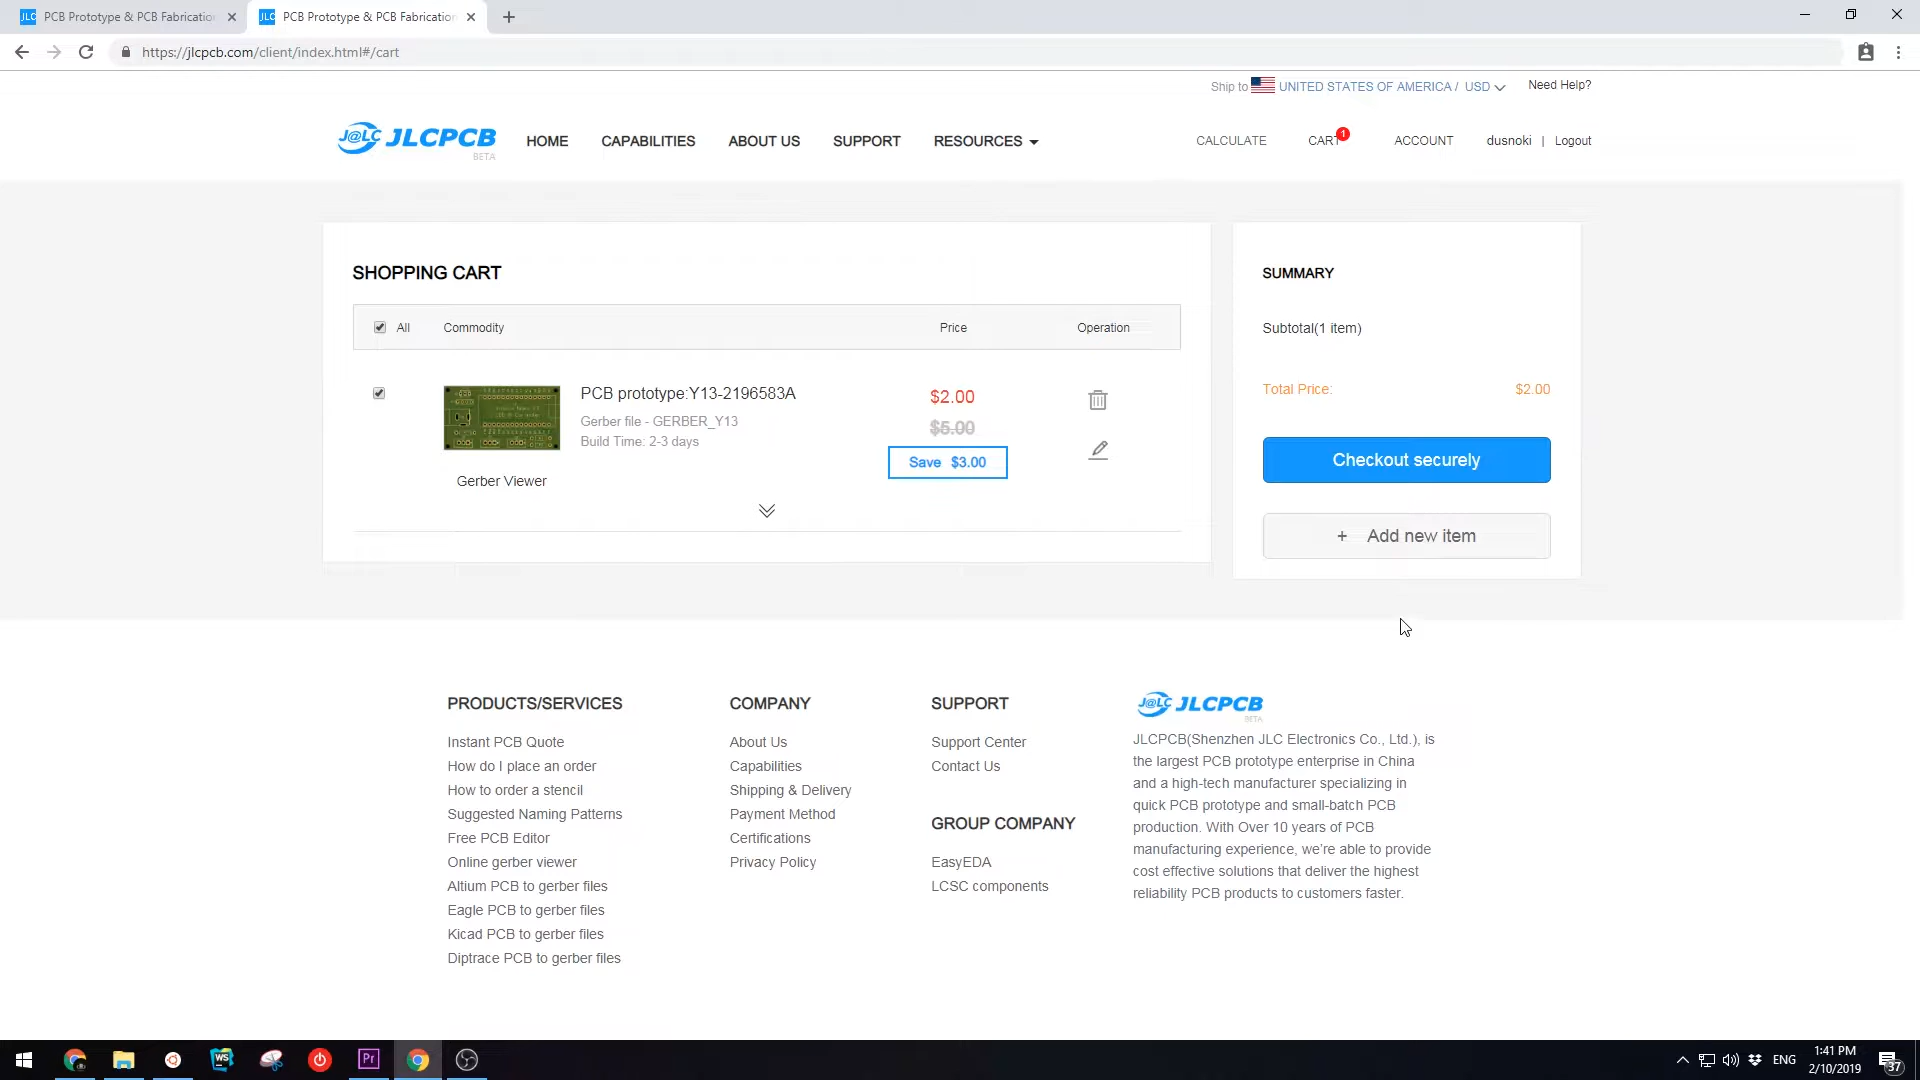 PCB Prototype & PCB Fabricatio
PCB Prototype & PCB Fabricatio
https://jlcpcb.com/client/index.html#/cart
Ship to UNITED STATES OF AMERICA / USD
Need Help?
J@LC JLCPCB
BETA
HOME
CAPABILITIES
ABOUT US
SUPPORT
RESOURCES
CALCULATE
CART
1
ACCOUNT
dusnoki | Logout
SHOPPING CART
All
Commodity
Price
Operation
PCB prototype:Y13-2196583A
Gerber file - GERBER_Y13
Build Time: 2-3 days
Gerber Viewer
$2.00
$5.00
Save $3.00
SUMMARY
Subtotal(1 item)
Total Price: $2.00
Checkout securely
+ Add new item
PRODUCTS/SERVICES
Instant PCB Quote
How do I place an order
How to order a stencil
Suggested Naming Patterns
Free PCB Editor
Online gerber viewer
Altium PCB to gerber files
Eagle PCB to gerber files
Kicad PCB to gerber files
Diptrace PCB to gerber files
COMPANY
About Us
Capabilities
Shipping & Delivery
Payment Method
Certifications
Privacy Policy
SUPPORT
Support Center
Contact Us
GROUP COMPANY
EasyEDA
LCSC components
J@LC JLCPCB
BETA
JLCPCB(Shenzhen JLC Electronics Co., Ltd.), is
the largest PCB prototype enterprise in China
and a high-tech manufacturer specializing in
quick PCB prototype and small-batch PCB
production. With Over 10 years of PCB
manufacturing experience, we're able to provide
cost effective solutions that deliver the highest
reliability PCB products to customers faster.
WS
Pr
ENG
1:41 PM
2/10/2019
37